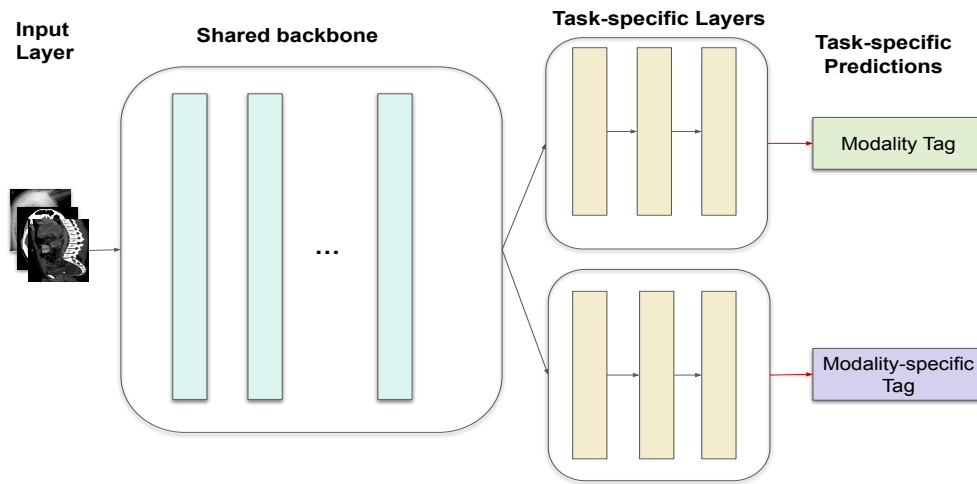 Input
Layer
Shared backbone
...
Task-specific Layers
Task-specific
Predictions
Modality Tag
Modality-specific
Tag